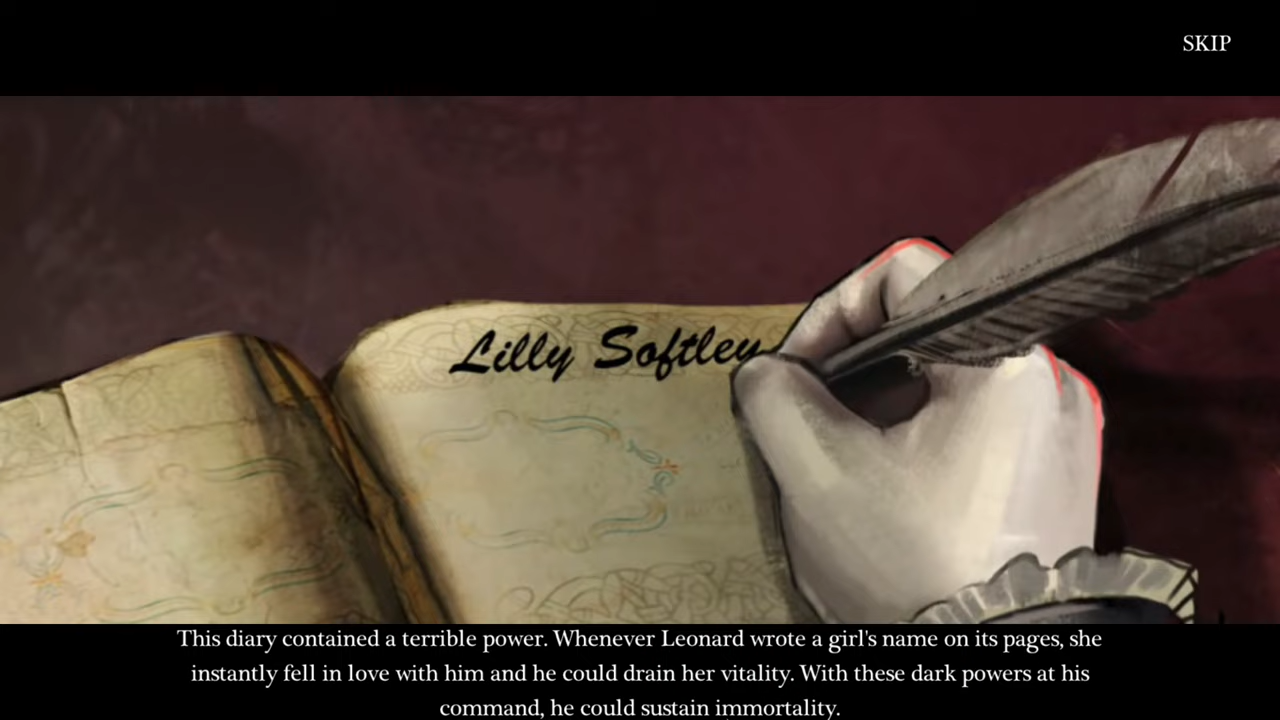 SKIP
Lilly Softley
This diary contained a terrible power. Whenever Leonard wrote a girl's name on its pages, she
instantly fell in love with him and he could drain her vitality. With these dark powers at his
command, he could sustain immortality.